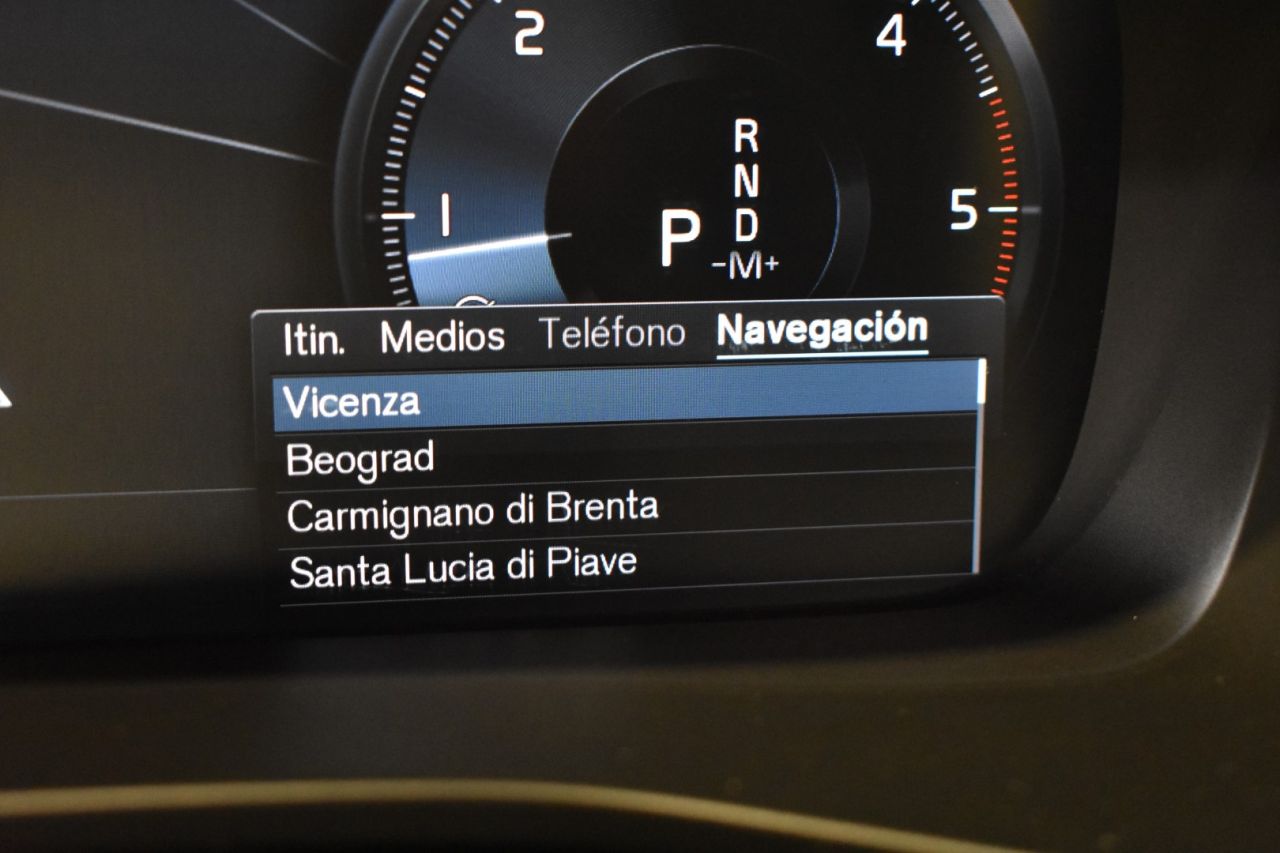 2 4
R
N
1 P D 5
-M+
Itin. Medios Teléfono Navegación
Vicenza
Beograd
Carmignano di Brenta
Santa Lucia di Piave